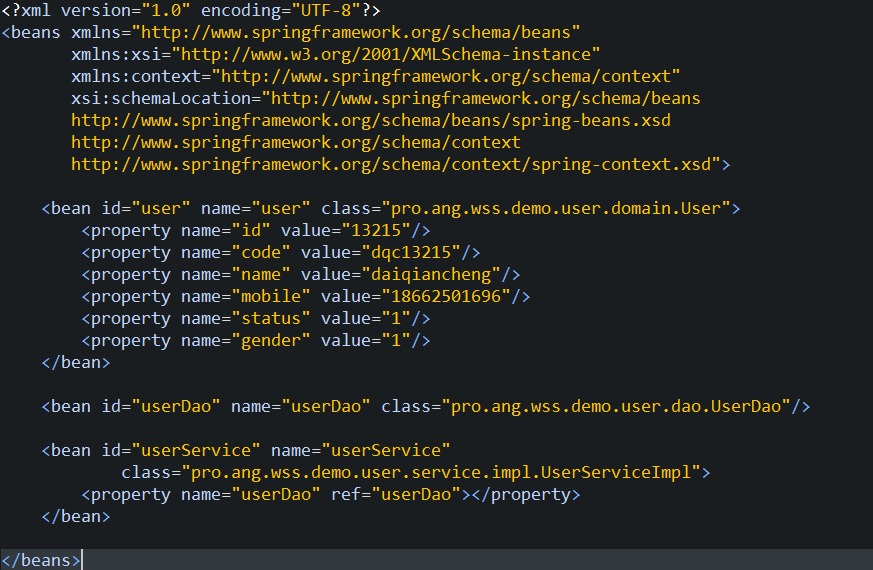 <?xml version="1.0" encoding="UTF-8"?>
<beans xmlns="http://www.springframework.org/schema/beans"
       xmlns:xsi="http://www.w3.org/2001/XMLSchema-instance"
       xmlns:context="http://www.springframework.org/schema/context"
       xsi:schemaLocation="http://www.springframework.org/schema/beans
       http://www.springframework.org/schema/beans/spring-beans.xsd
       http://www.springframework.org/schema/context
       http://www.springframework.org/schema/context/spring-context.xsd">
    <bean id="user" name="user" class="pro.ang.wss.demo.user.domain.User">
        <property name="id" value="13215"/>
        <property name="code" value="dqc13215"/>
        <property name="name" value="daiqiancheng"/>
        <property name="mobile" value="18662501696"/>
        <property name="status" value="1"/>
        <property name="gender" value="1"/>
    </bean>
    <bean id="userDao" name="userDao" class="pro.ang.wss.demo.user.dao.UserDao"/>
    <bean id="userService" name="userService"
            class="pro.ang.wss.demo.user.service.impl.UserServiceImpl">
        <property name="userDao" ref="userDao"></property>
    </bean>
</beans>